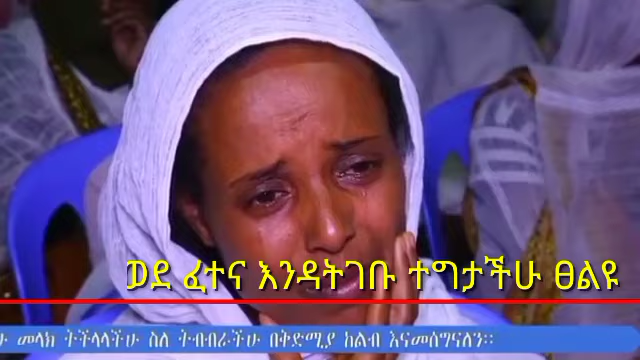 ወደ ፈተና እንዳትገቡ ተግታችሁ ፀልዩ
መላክ ትችላላችሁ ስለ ትብብራችሁ በቅድሚያ ከልብ እናመሰግናለን።